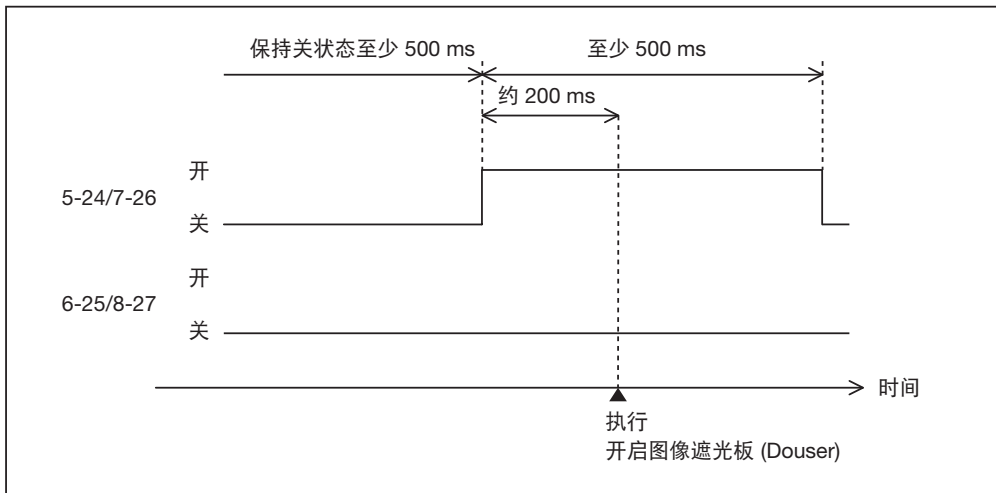 保持关状态至少 500 ms
至少 500 ms
约 200 ms
开
5-24/7-26
关
开
6-25/8-27
关
时间
执行
开启图像遮光板 (Douser)